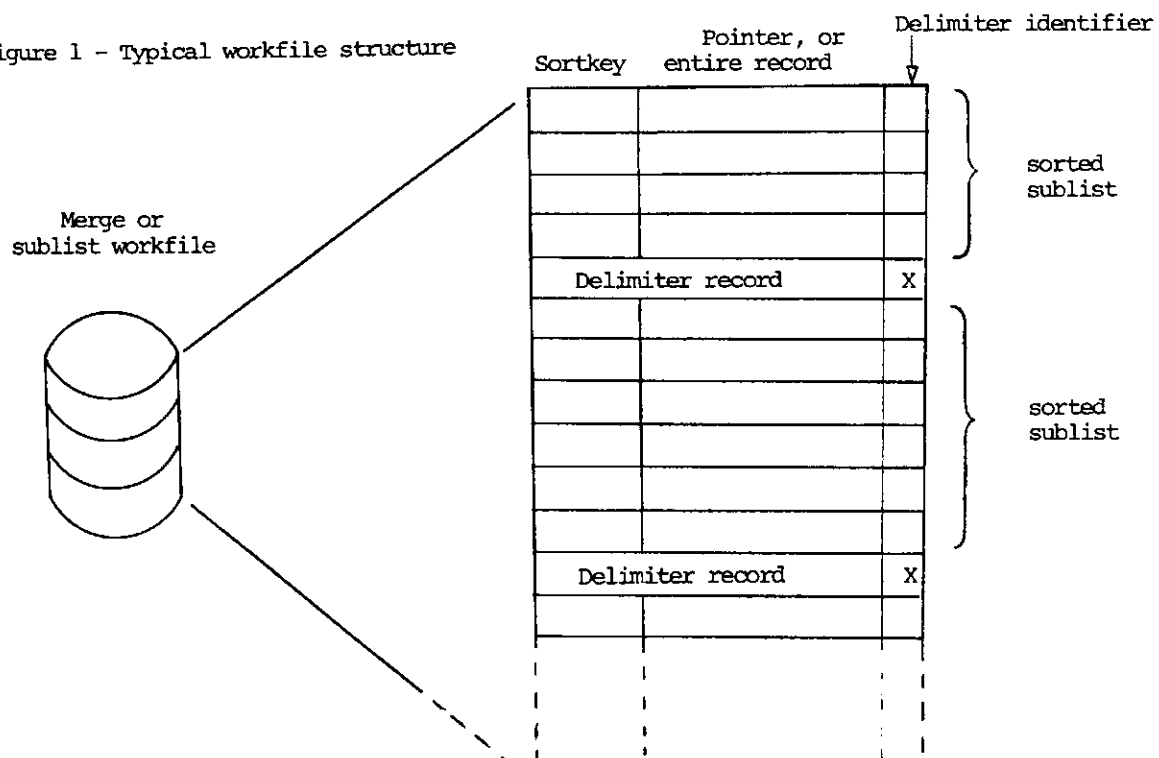 igure 1 - Typical workfile structure
Delimiter identifier
Pointer, or
entire record
Sortkey
sorted
sublist
Merge or
sublist workfile
Delimiter record X
sorted
sublist
Delimiter record X